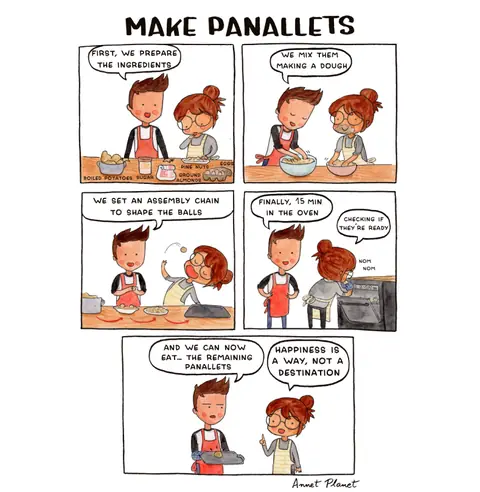 MAKE PANALLETS
FIRST, WE PREPARE
THE INGREDIENTS
BOILED POTATOES
SUGAR
PINE NUTS
GROUND
ALMONDS
EGGS
WE MIX THEM
MAKING A DOUGH
WE SET AN ASSEMBLY CHAIN
TO SHAPE THE BALLS
FINALLY, 15 MIN
IN THE OVEN
CHECKING IF
THEY'RE READY
NOM
NOM
AND WE CAN NOW
EAT... THE REMAINING
PANALLETS
HAPPINESS IS
A WAY, NOT A
DESTINATION
Annet Planet